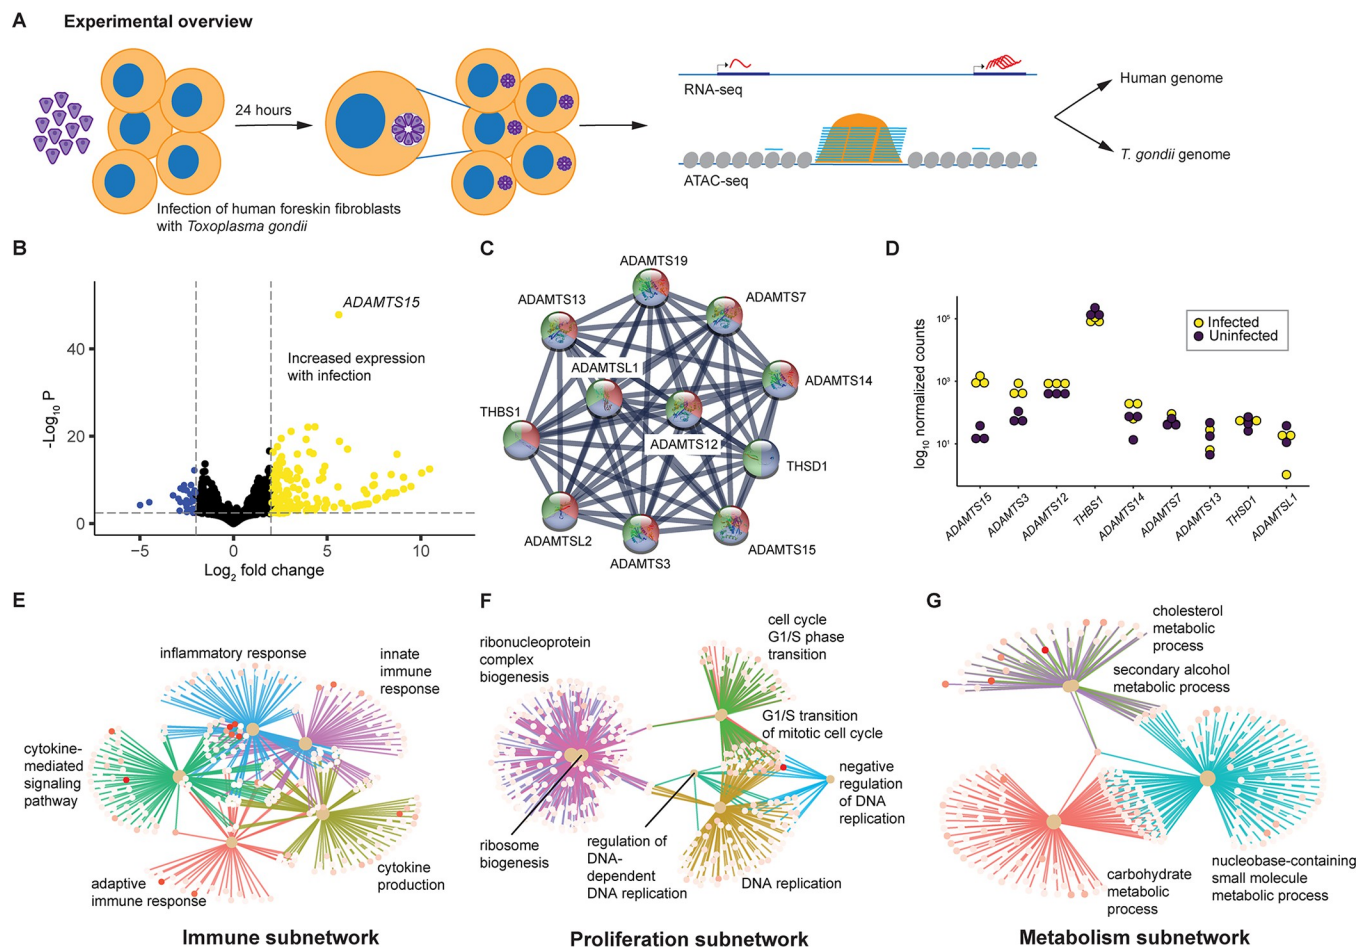 A Experimental overview
24 hours
Infection of human foreskin fibroblasts
with Toxoplasma gondii
RNA-seq
ATAC-seq
Human genome
T. gondii genome
B
ADAMTS15
Increased expression
with infection
-Log10 P
40
20
0
−5 0 5 10
Log2 fold change
C
ADAMTS19
ADAMTS13
ADAMTS7
ADAMTSL1
ADAMTS14
THBS1
ADAMTS12
THSD1
ADAMTSL2
ADAMTS3
ADAMTS15
D
log10 normalized counts
10⁵
10³
10¹
Infected
Uninfected
ADAMTS15
ADAMTS3
ADAMTS12
THBS1
ADAMTS14
ADAMTS7
ADAMTS13
THSD1
ADAMTSL1
E
inflammatory response
innate
immune
response
cytokine-
mediated
signaling
pathway
adaptive
immune response
cytokine
production
Immune subnetwork
F
ribonucleoprotein
complex
biogenesis
cell cycle
G1/S phase
transition
G1/S transition
of mitotic cell cycle
negative
regulation
of DNA
replication
ribosome
biogenesis
regulation of
DNA-
dependent
DNA replication
DNA replication
Proliferation subnetwork
G
cholesterol
metabolic
process
secondary alcohol
metabolic process
carbohydrate
metabolic
process
nucleobase-containing
small molecule
metabolic process
Metabolism subnetwork